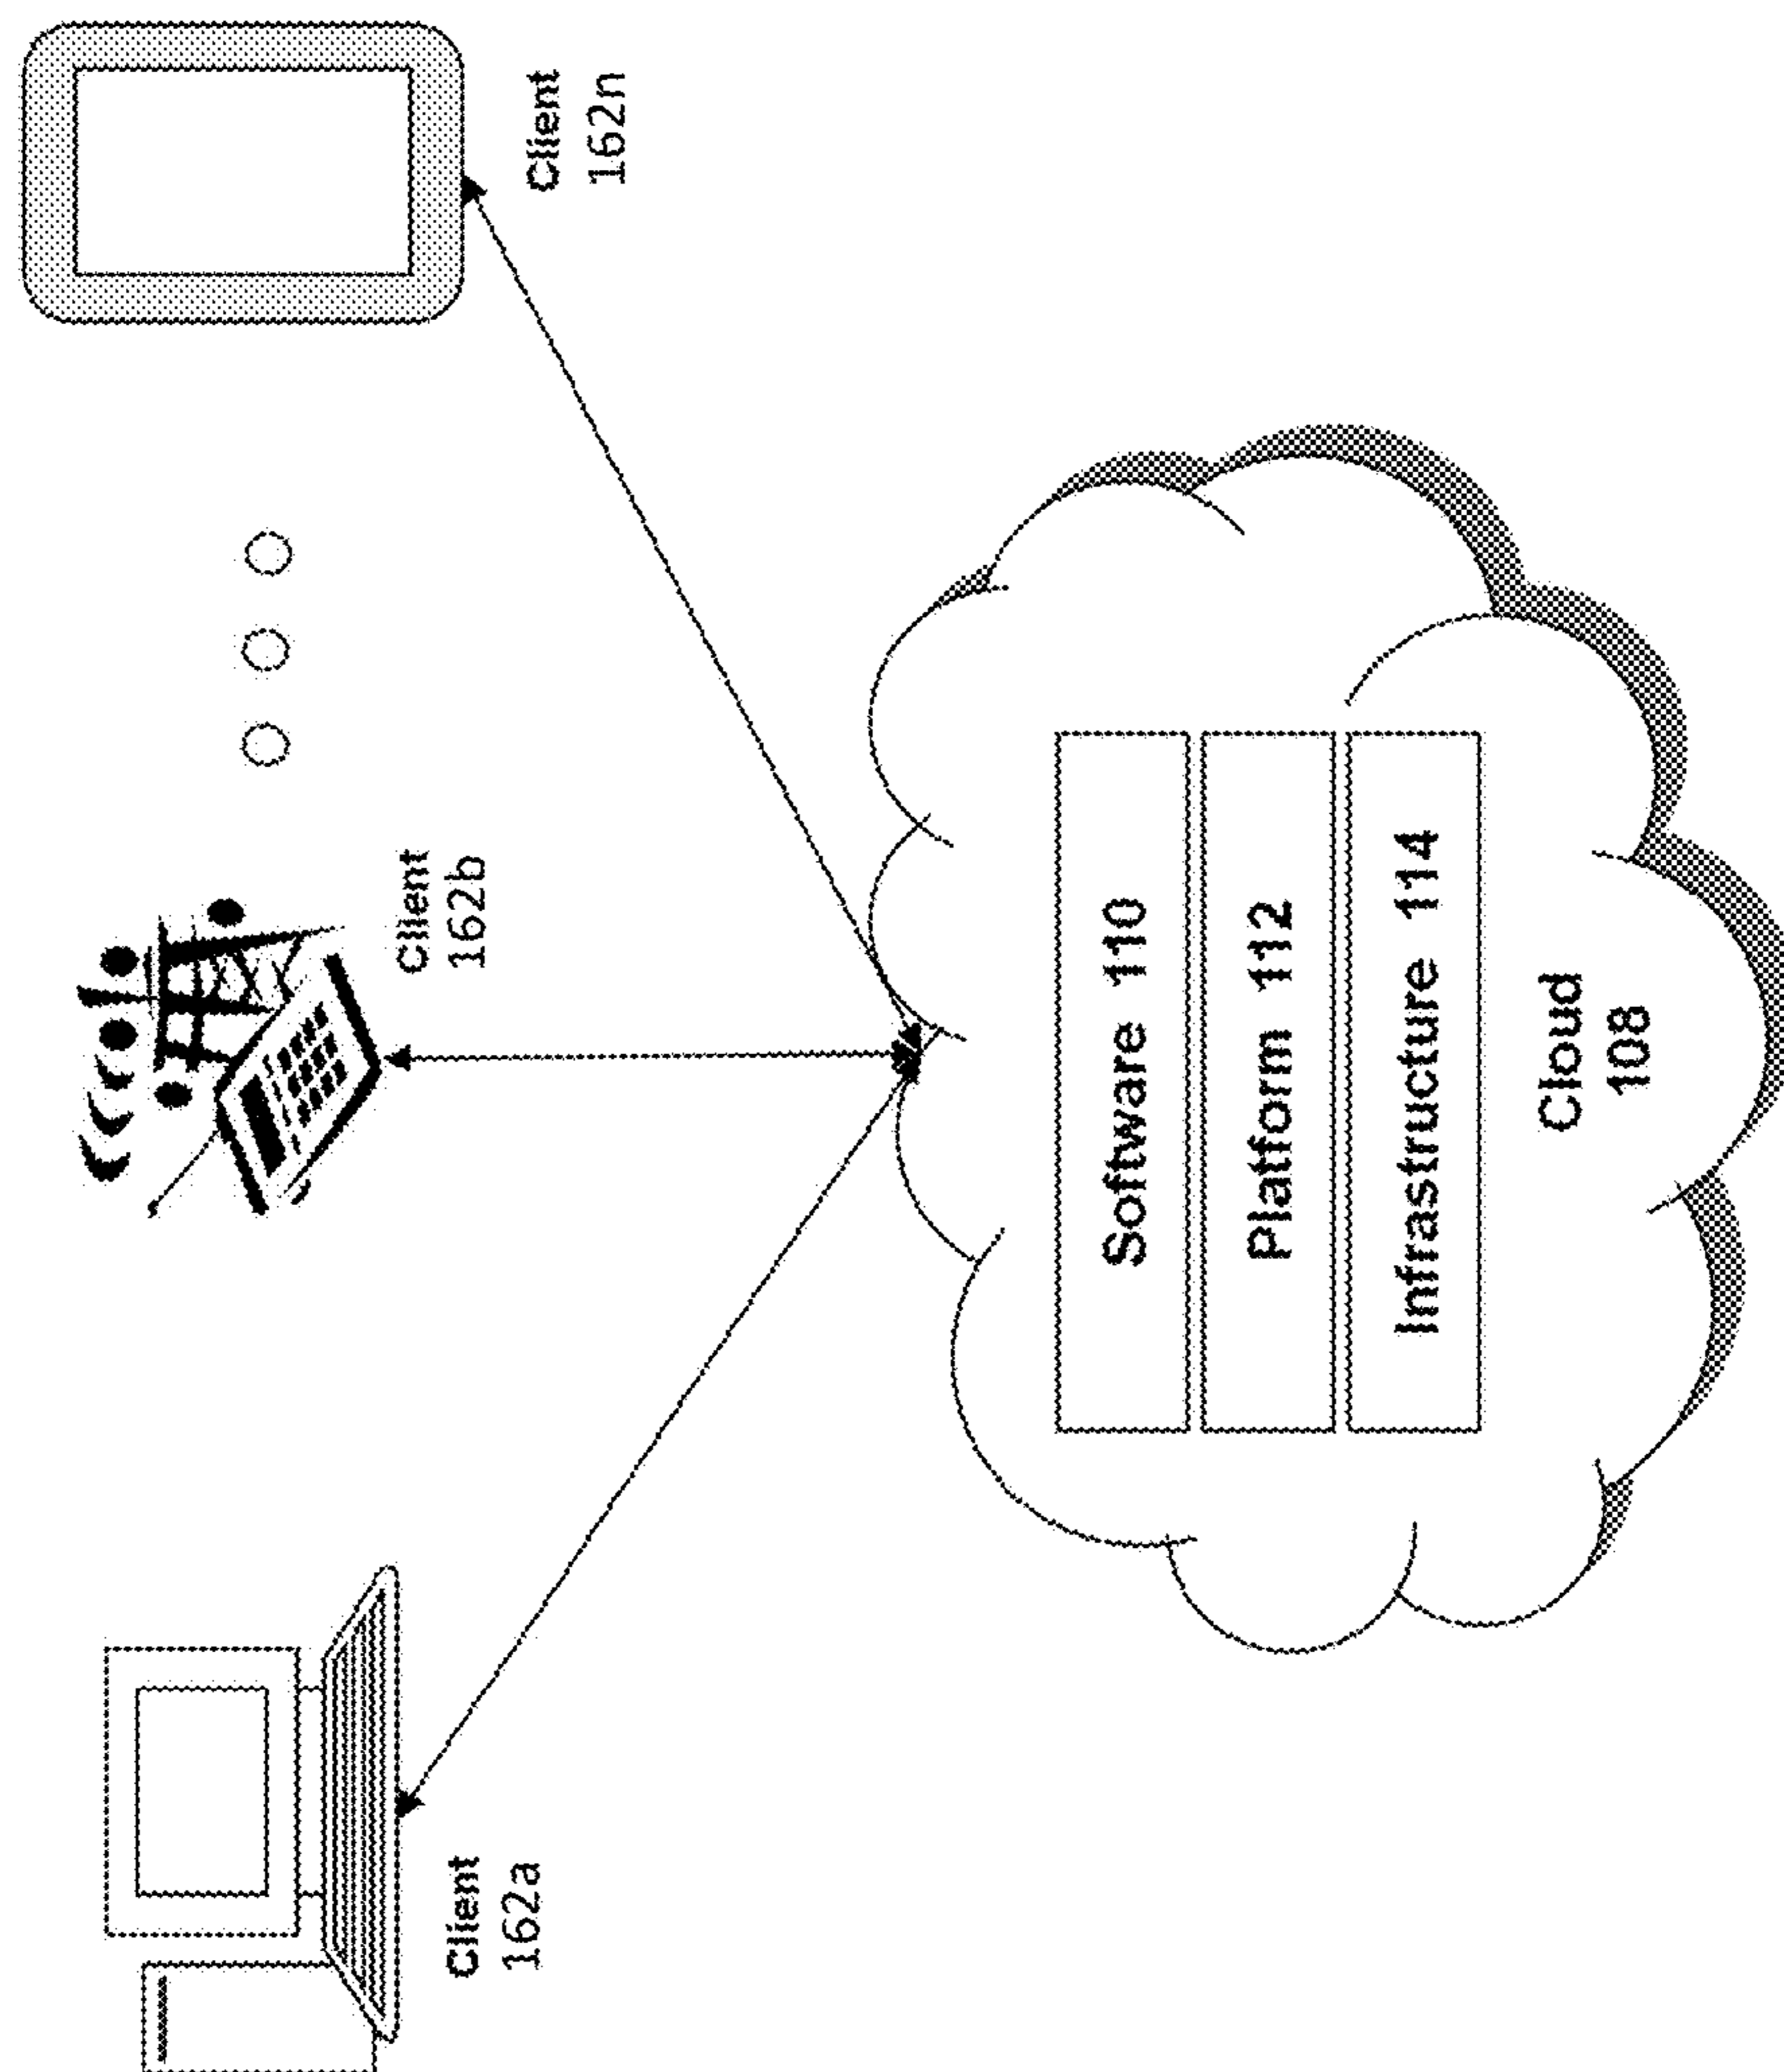 Client
162a
Client
162b
Client
162n
Software 110
Platform 112
Infrastructure 114
Cloud
108